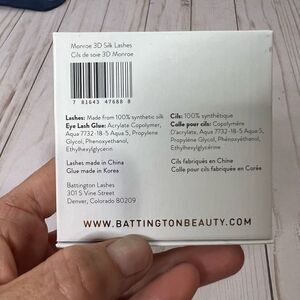 Monroe 3D Silk Lashes
Cils de soie 3D Monroe
7 81643 47688 8
Lashes: Made from 100% synthetic silk
Eye Lash Glue: Acrylate Copolymer,
Aqua 7732-18-5 Aqua 5, Propylene
Glycol, Phenoxyethanol,
Ethylhexylglycerin
Lashes made in China
Glue made in Korea
Battington Lashes
301 S Vine Street
Denver, Colorado 80209
Cils: 100% synthétique
Colle pour cils: Copolymère
D'acrylate, Aqua 7732-18-5
Aqua 5, Propylène Glycol,
Phénoxyéthanol,
Ethylhexylglycérine
Cils fabriqués en Chine
Colle pour cils fabriquée en Corée
WWW.BATTINGTONBEAUTY.COM